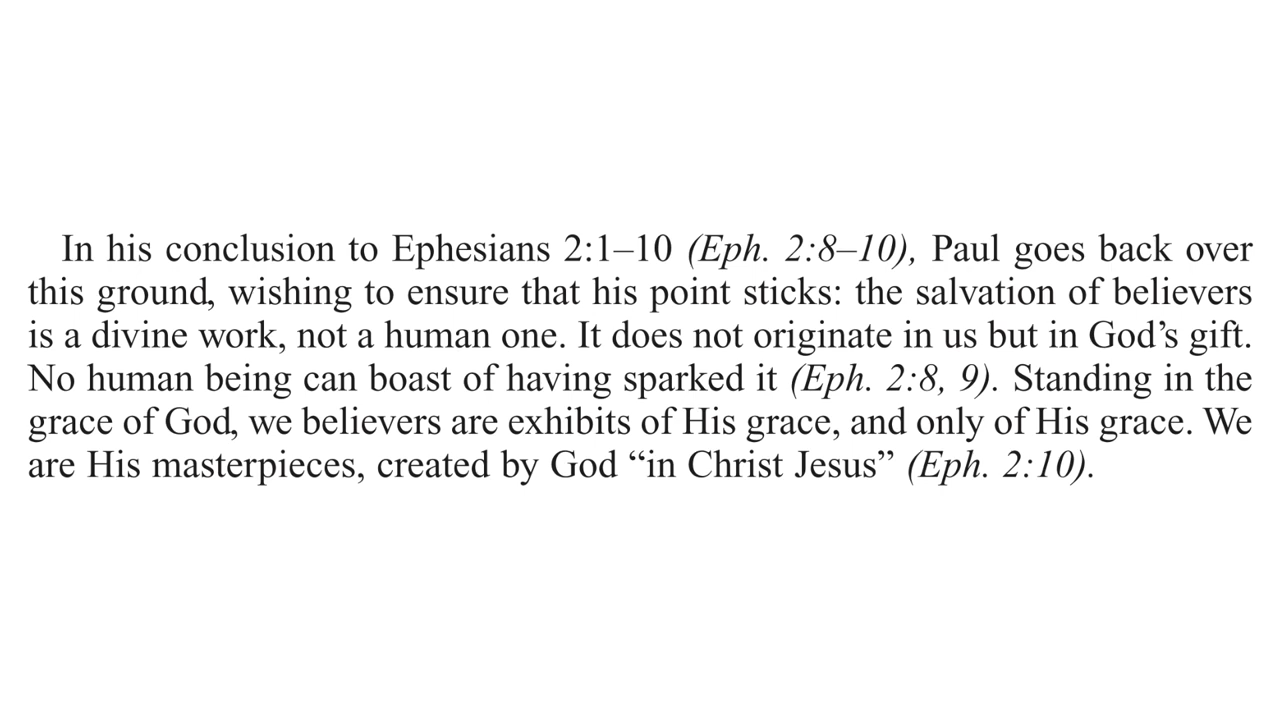 In his conclusion to Ephesians 2:1–10 (Eph. 2:8–10), Paul goes back over
this ground, wishing to ensure that his point sticks: the salvation of believers
is a divine work, not a human one. It does not originate in us but in God’s gift.
No human being can boast of having sparked it (Eph. 2:8, 9). Standing in the
grace of God, we believers are exhibits of His grace, and only of His grace. We
are His masterpieces, created by God “in Christ Jesus” (Eph. 2:10).